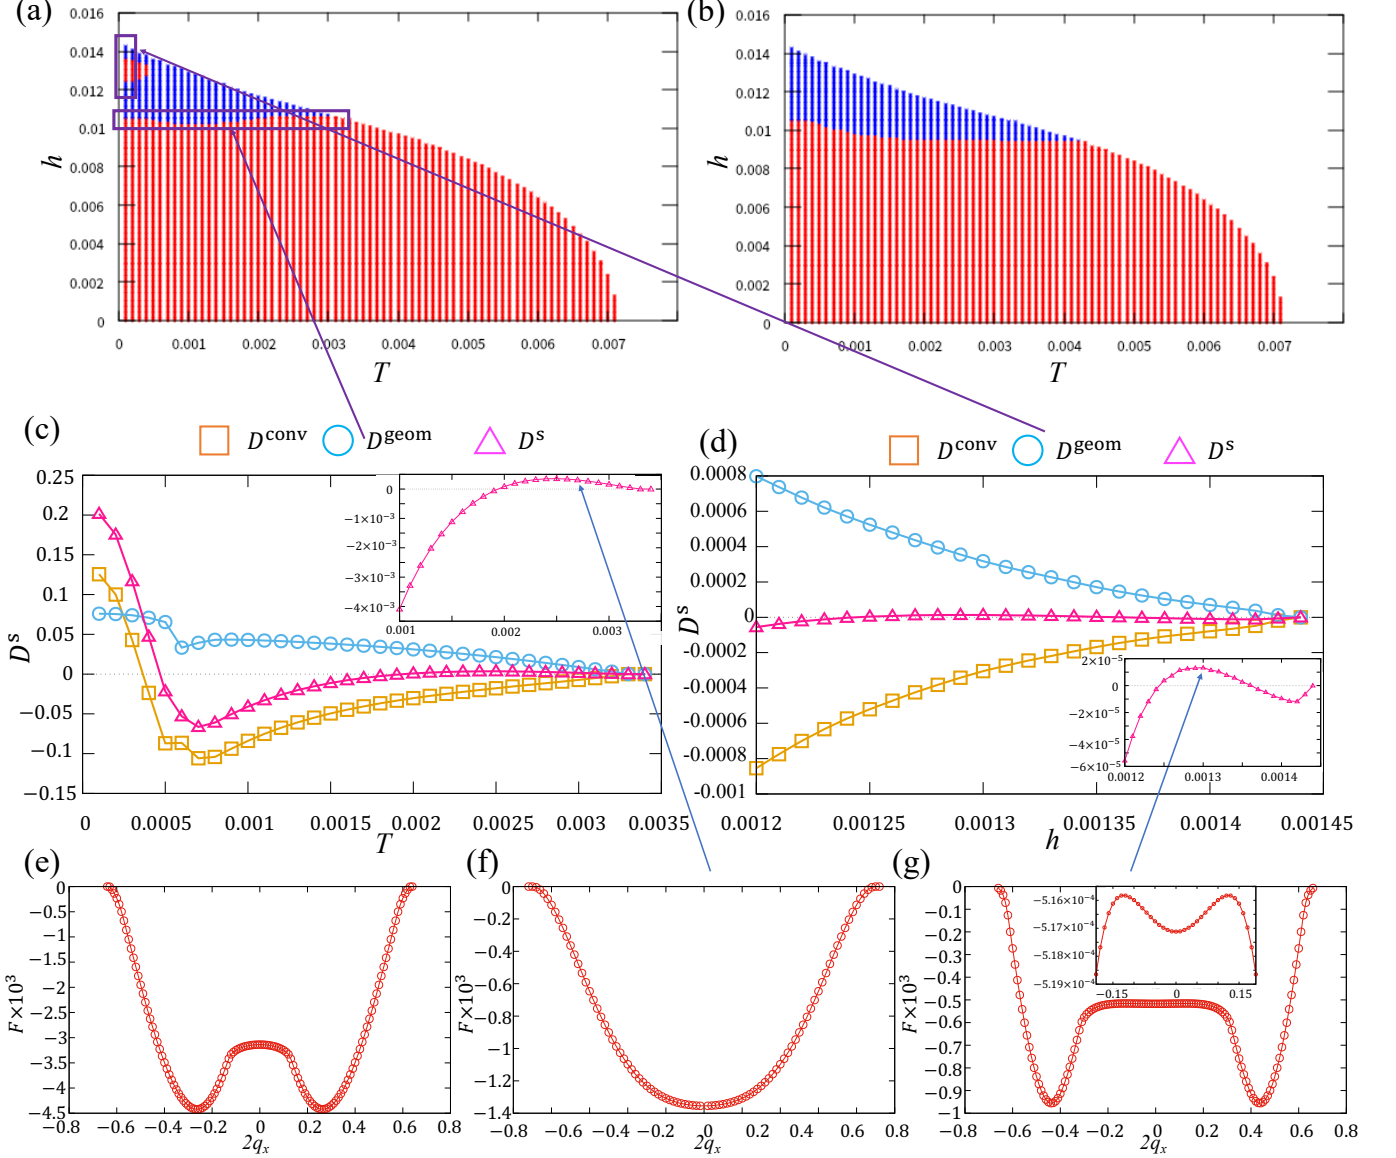 (a)
0.016
0.014
0.012
0.01
0.008
0.006
0.004
0.002
0
h
0 0.001 0.002 0.003 0.004 0.005 0.006 0.007
T
(b)
0.016
0.014
0.012
0.01
0.008
0.006
0.004
0.002
0
h
0 0.001 0.002 0.003 0.004 0.005 0.006 0.007
T
(c)
D^conv D^geom D^s
0.25
0.2
0.15
0.1
0.05
0
−0.05
−0.1
−0.15
D^s
0 0.0005 0.001 0.0015 0.002 0.0025 0.003 0.0035
T
0
−1×10⁻³
−2×10⁻³
−3×10⁻³
−4×10⁻³
0.001 0.002 0.003
(d)
D^conv D^geom D^s
0.0008
0.0006
0.0004
0.0002
0
-0.0002
-0.0004
-0.0006
-0.0008
-0.001
D^s
0.0012 0.00125 0.0013 0.00135 0.0014 0.00145
h
2×10⁻⁵
0
−2×10⁻⁵
−4×10⁻⁵
−6×10⁻⁵
0.0012 0.0013 0.0014
(e)
0
−0.5
−1
−1.5
−2
−2.5
−3
−3.5
−4
−4.5
F×10³
−0.8 −0.6 −0.4 −0.2 0 0.2 0.4 0.6 0.8
2qₓ
(f)
0
−0.2
−0.4
−0.6
−0.8
−1
−1.2
−1.4
F×10³
−0.8 −0.6 −0.4 −0.2 0 0.2 0.4 0.6 0.8
2qₓ
(g)
0
−0.1
−0.2
−0.3
−0.4
−0.5
−0.6
−0.7
−0.8
−0.9
−1
F×10³
−0.8 −0.6 −0.4 −0.2 0 0.2 0.4 0.6 0.8
2qₓ
−5.16×10⁻⁴
−5.17×10⁻⁴
−5.18×10⁻⁴
−5.19×10⁻⁴
−0.15 0 0.15